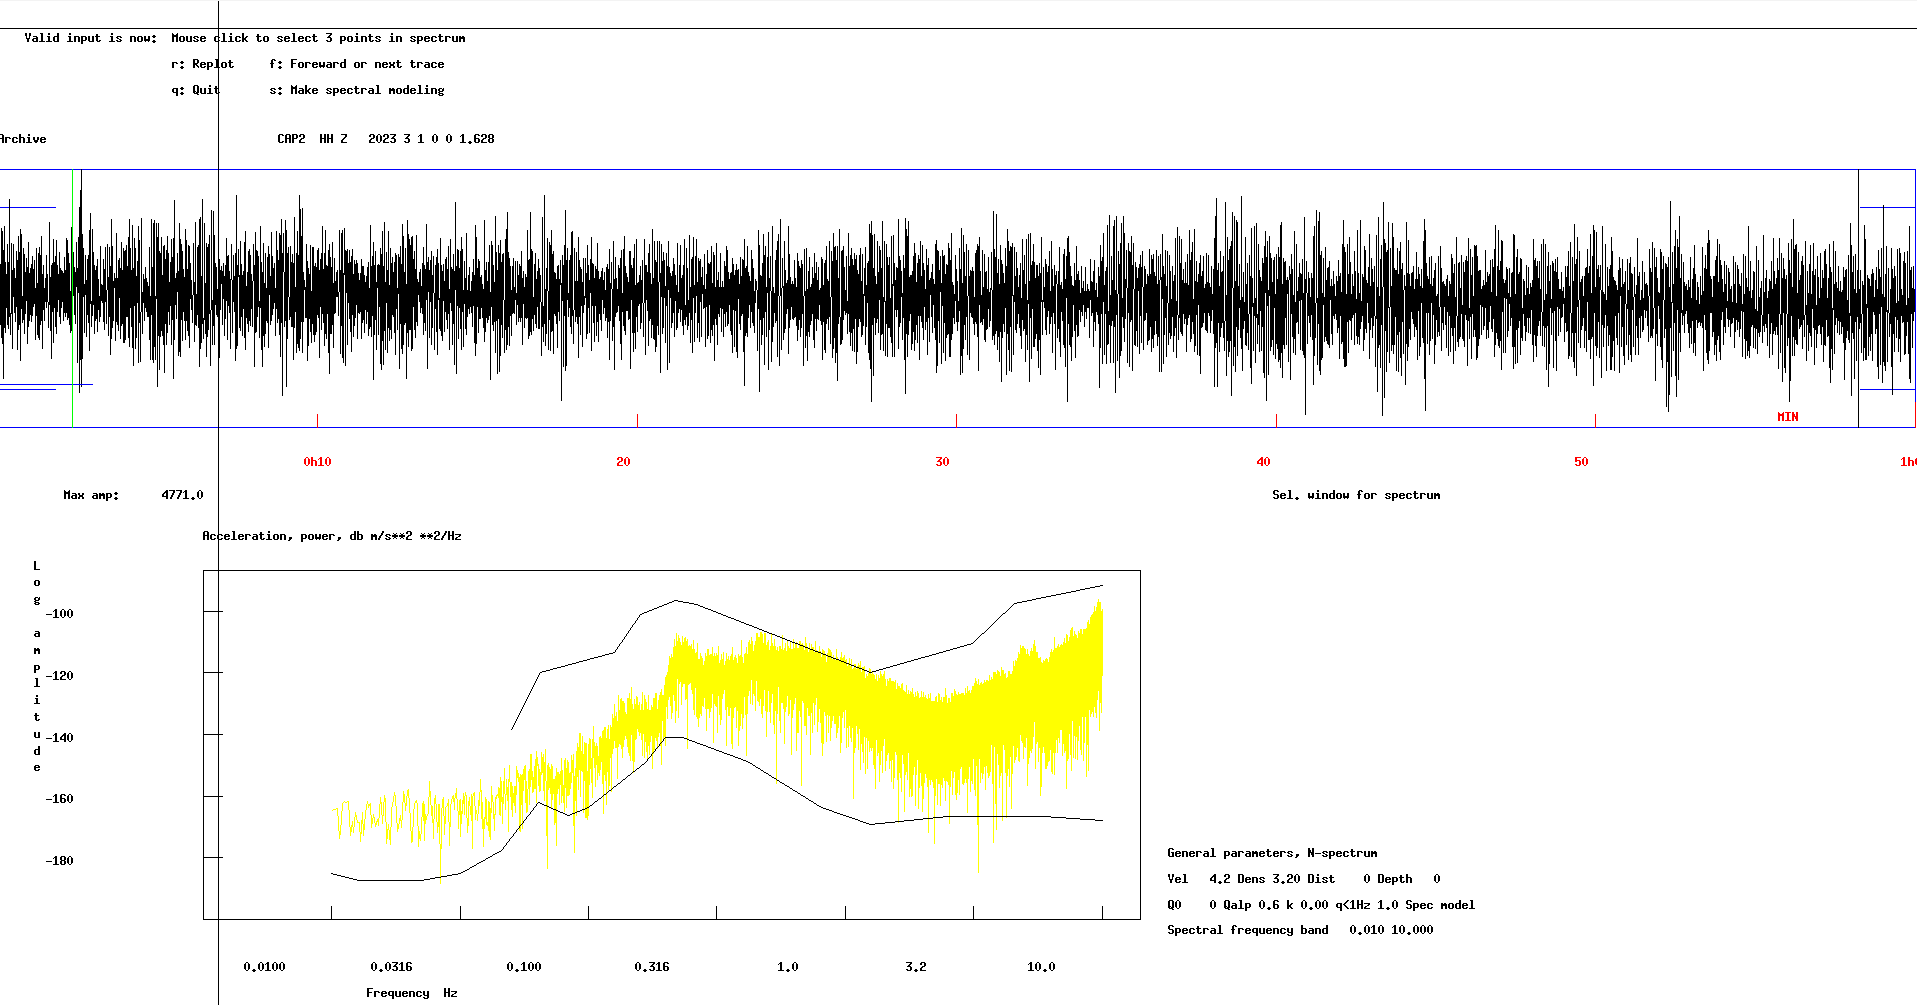 Valid input is now:  Mouse click to select 3 points in spectrum
r: Replot     f: Foreward or next trace
q: Quit       s: Make spectral modeling
Archive     CAP2  HH Z   2023 3 1 0 0 1.628
MIN
0h10     20     30     40     50     1h
Max amp:      4771.0     Sel. window for spectrum
Acceleration, power, db m/s**2 **2/Hz
Log amplitude
-100
-120
-140
-160
-180
General parameters, N-spectrum
Vel   4.2 Dens 3.20 Dist    0 Depth   0
Q0    0 Qalp 0.6 k 0.00 q<1Hz 1.0 Spec model
Spectral frequency band   0.010 10.000
0.0100     0.0316     0.100     0.316     1.0     3.2     10.0
Frequency  Hz